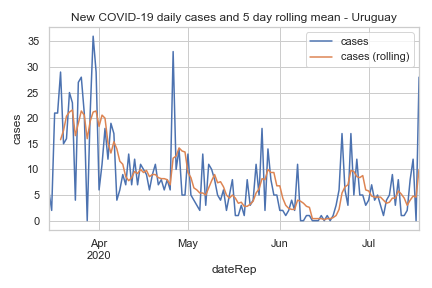 New COVID-19 daily cases and 5 day rolling mean - Uruguay
cases
cases (rolling)
35
30
25
20
15
10
5
0
cases
Apr
2020
May
Jun
Jul
dateRep